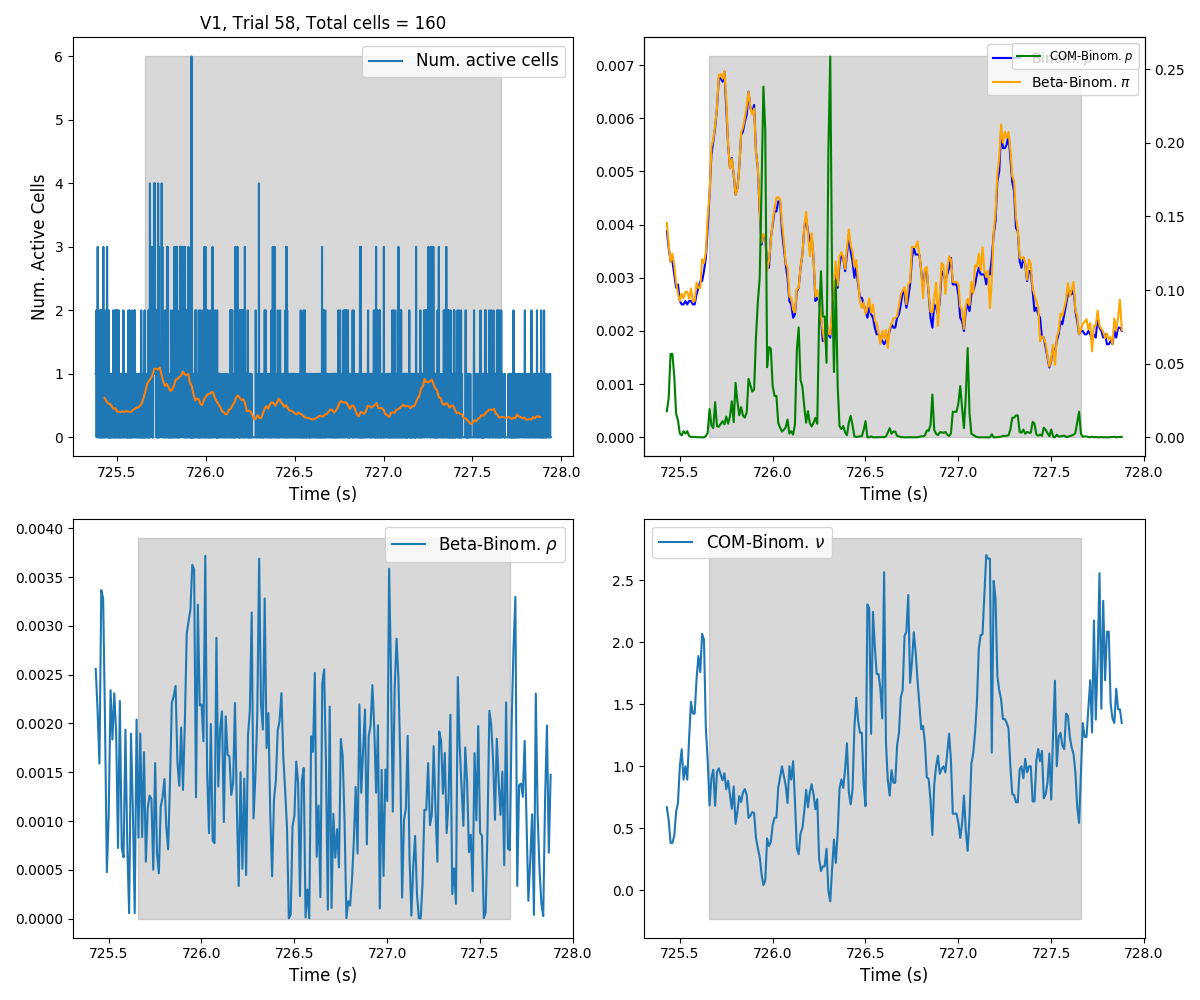 V1, Trial 58, Total cells = 160
Num. active cells
6
5
4
3
2
1
0
Num. Active Cells
725.5 726.0 726.5 727.0 727.5 728.0
Time (s)
COM-Binom. p
Beta-Binom. π
0.007
0.006
0.005
0.004
0.003
0.002
0.001
0.000
0.25
0.20
0.15
0.10
0.05
0.00
725.5 726.0 726.5 727.0 727.5 728.0
Time (s)
Beta-Binom. ρ
0.0040
0.0035
0.0030
0.0025
0.0020
0.0015
0.0010
0.0005
0.0000
725.5 726.0 726.5 727.0 727.5 728.0
Time (s)
COM-Binom. ν
2.5
2.0
1.5
1.0
0.5
0.0
725.5 726.0 726.5 727.0 727.5 728.0
Time (s)